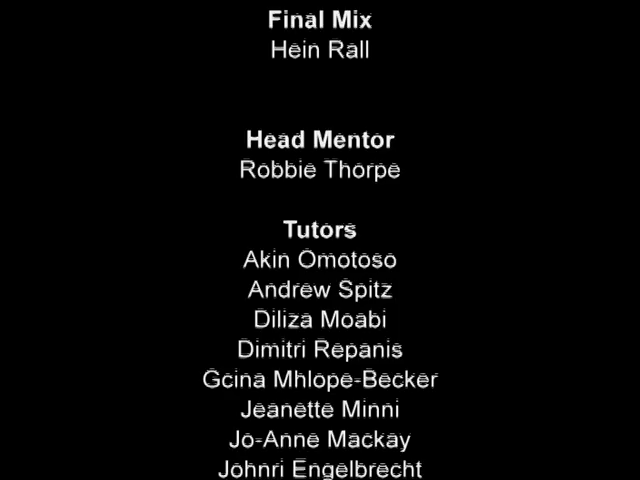 Final Mix
Hein Rall
Head Mentor
Robbie Thorpe
Tutors
Akin Omotoso
Andrew Spitz
Diliza Moabi
Dimitri Repanis
Gcina Mhlope-Becker
Jeanette Minni
Jo-Anne Mackay
Johnri Engelbrecht